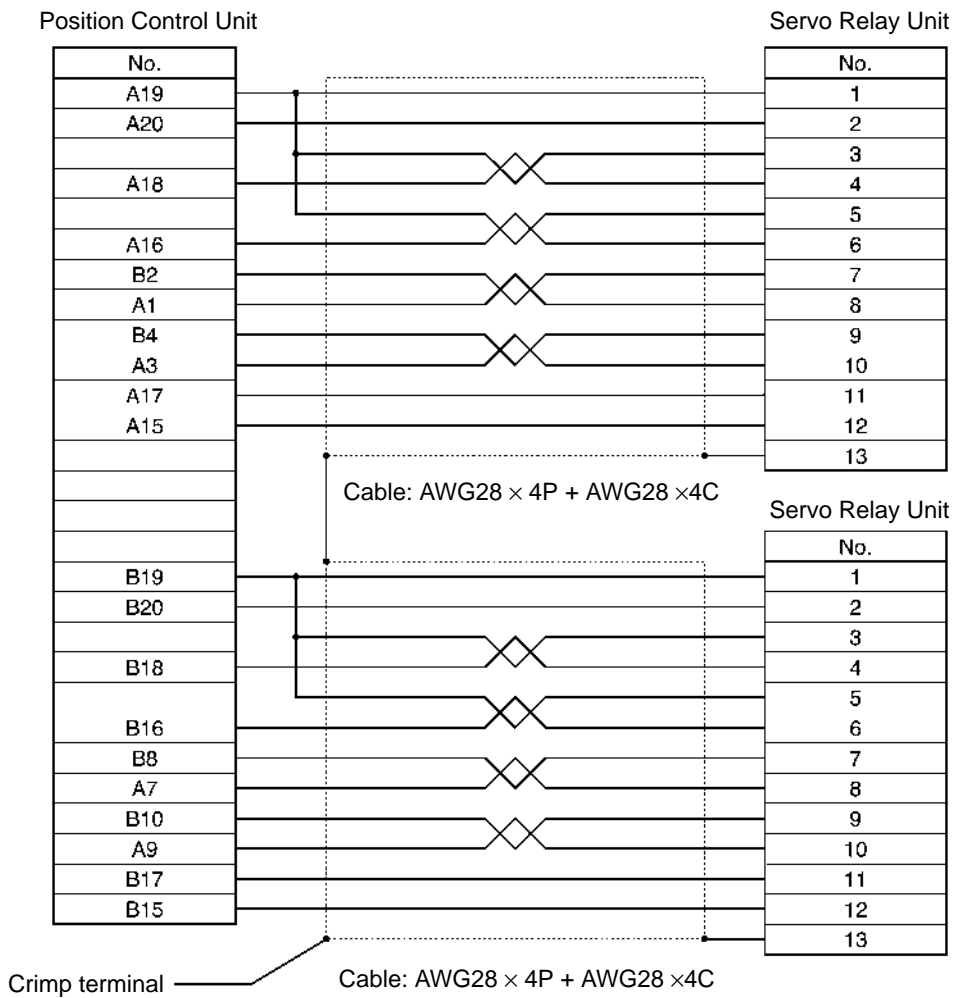 Position Control Unit
Servo Relay Unit
No.
No.
A19
1
A20
2
3
A18
4
5
A16
6
B2
7
A1
8
B4
9
A3
10
A17
11
A15
12
13
Cable: AWG28 × 4P + AWG28 ×4C
Servo Relay Unit
No.
B19
1
B20
2
3
B18
4
5
B16
6
B8
7
A7
8
B10
9
A9
10
B17
11
B15
12
13
Crimp terminal
Cable: AWG28 × 4P + AWG28 ×4C